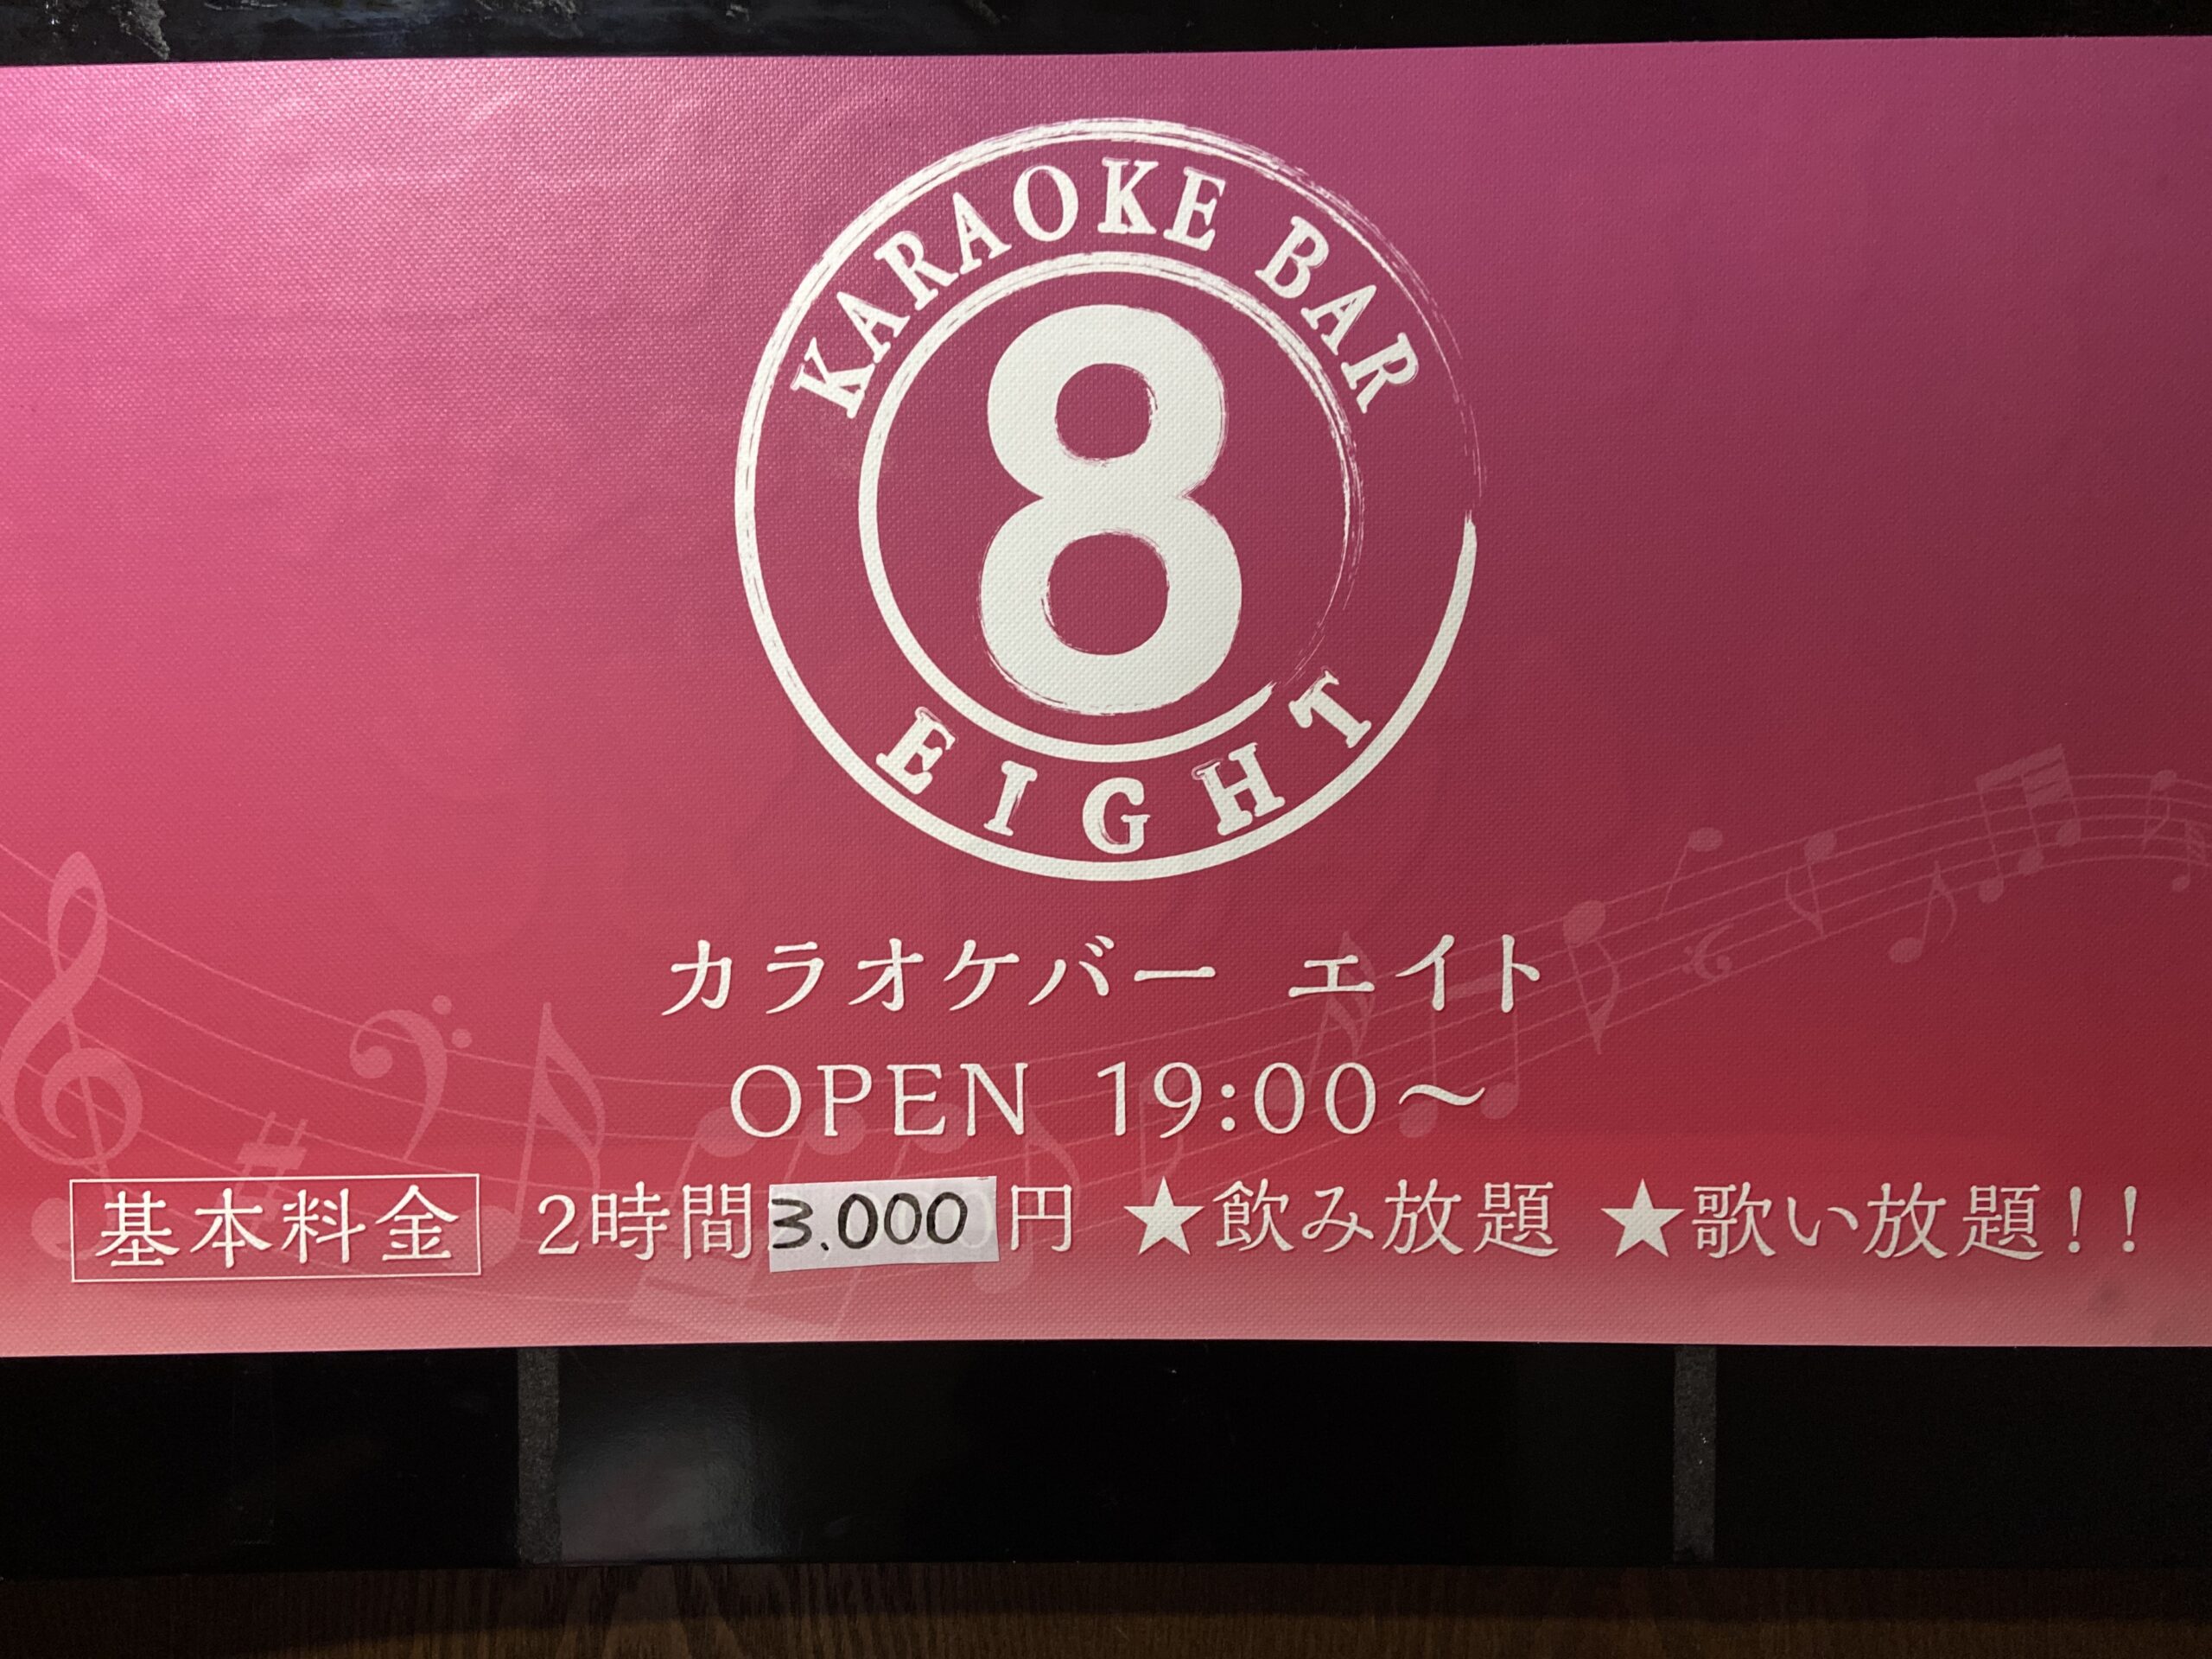 KARAOKE BAR
8
EIGHT
カラオケバー エイト
OPEN 19:00～
基本料金 2時間3.000円 ★飲み放題 ★歌い放題!!